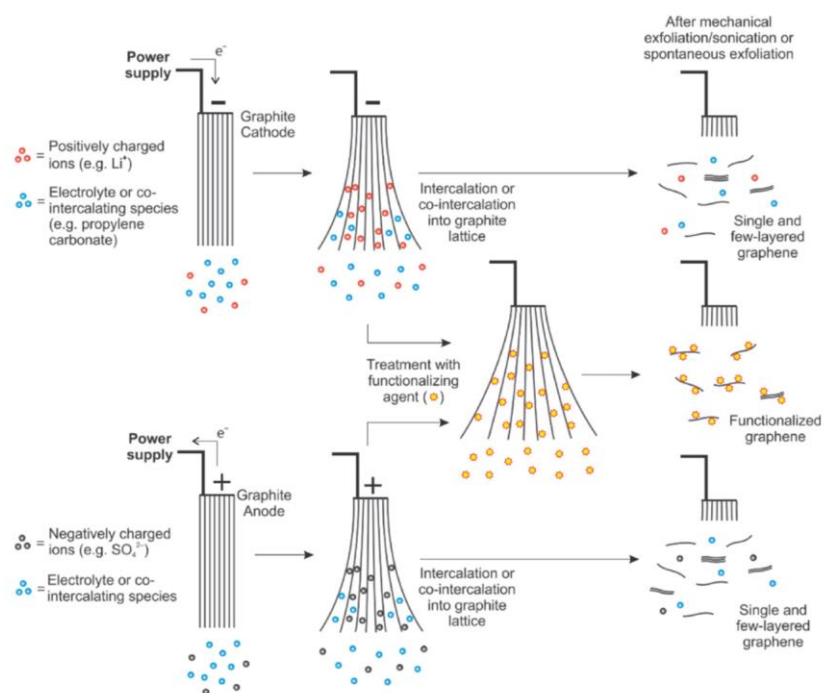 After mechanical
exfoliation/sonication or
spontaneous exfoliation
Power
supply
e⁻
−
Graphite
Cathode
−
= Positively charged
ions (e.g. Li⁺)
= Electrolyte or co-
intercalating species
(e.g. propylene
carbonate)
Intercalation or
co-intercalation
into graphite
lattice
Single and
few-layered
graphene
Treatment with
functionalizing
agent ( )
Functionalized
graphene
Power
supply
e⁻
+
Graphite
Anode
+
= Negatively charged
ions (e.g. SO₄²⁻)
= Electrolyte or co-
intercalating species
Intercalation or
co-intercalation
into graphite
lattice
Single and
few-layered
graphene